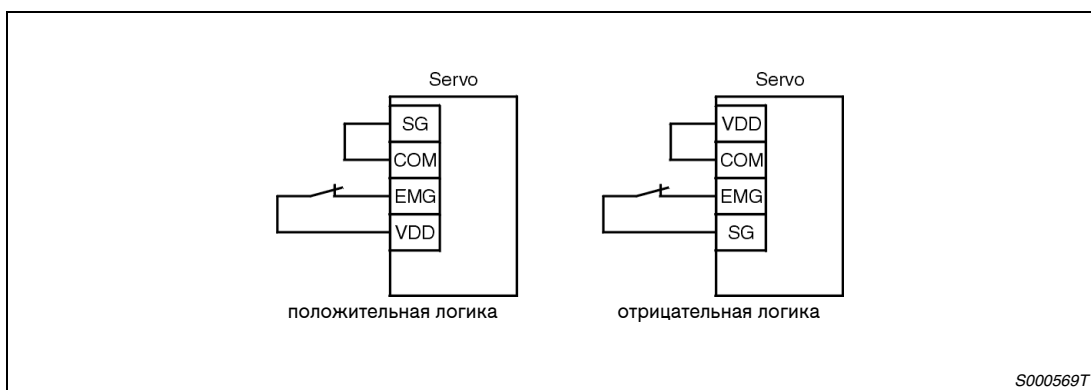 Servo
SG
COM
EMG
VDD
положительная логика
Servo
VDD
COM
EMG
SG
отрицательная логика
S000569T